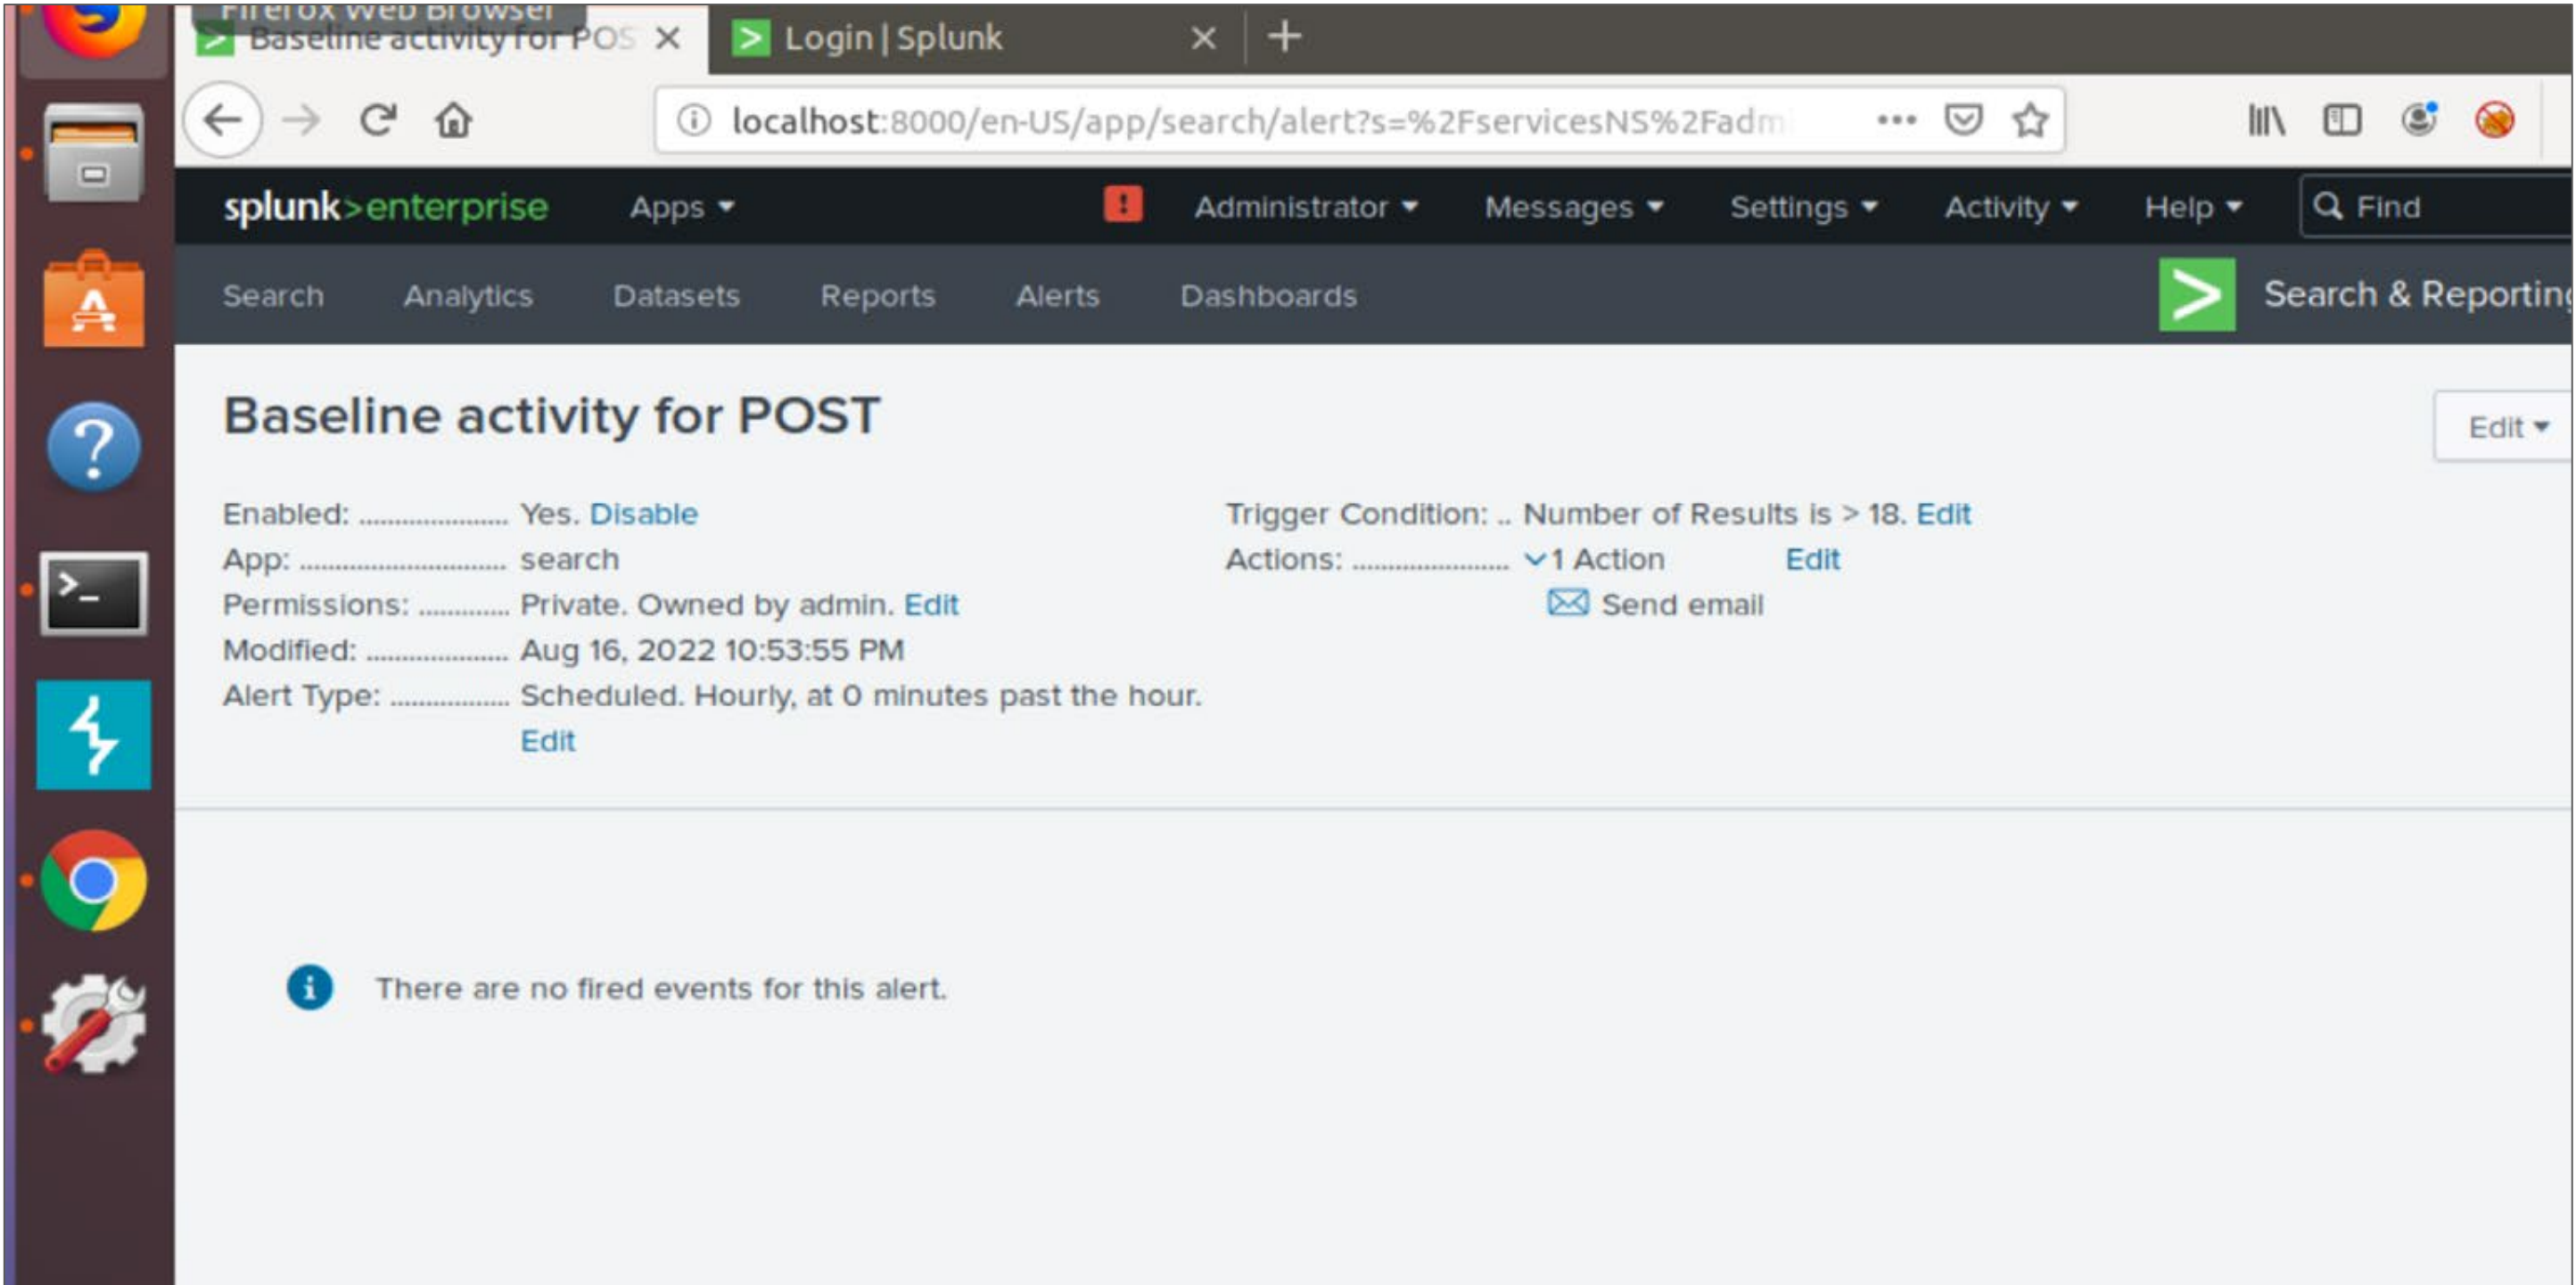 Firefox Web Browser
Baseline activity for POS
Login | Splunk
localhost:8000/en-US/app/search/alert?s=%2FservicesNS%2Fadm
splunk>enterprise Apps Administrator Messages Settings Activity Help Find
Search Analytics Datasets Reports Alerts Dashboards Search & Reporting
Baseline activity for POST
Edit
Enabled: ..................... Yes. Disable
App: ............................. search
Permissions: ............. Private. Owned by admin. Edit
Modified: .................... Aug 16, 2022 10:53:55 PM
Alert Type: ................. Scheduled. Hourly, at 0 minutes past the hour.
Edit
Trigger Condition: .. Number of Results is > 18. Edit
Actions: ...................... 1 Action Edit
Send email
There are no fired events for this alert.